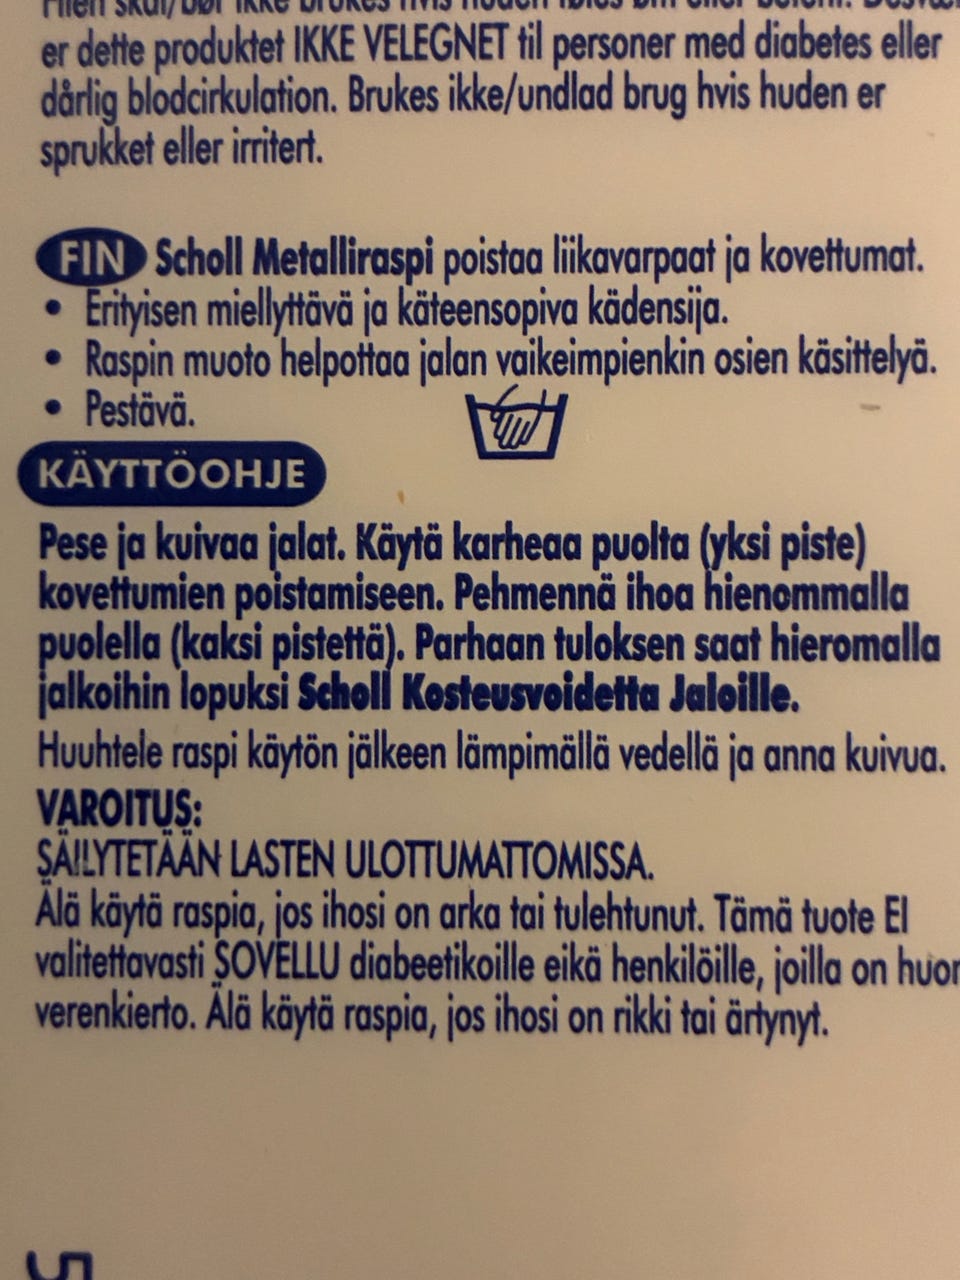 er dette produktet IKKE VELEGNET til personer med diabetes eller
dårlig blodcirkulation. Brukes ikke/undlad brug hvis huden er
sprukket eller irritert.
FIN Scholl Metalliraspi poistaa liikavarpaat ja kovettumat.
• Erityisen miellyttävä ja käteensopiva kädensija.
• Raspin muoto helpottaa jalan vaikeimpienkin osien käsittelyä.
• Pestävä.
KÄYTTÖOHJE
Pese ja kuivaa jalat. Käytä karheaa puolta (yksi piste)
kovettumien poistamiseen. Pehmennä ihoa hienommalla
puolella (kaksi pistettä). Parhaan tuloksen saat hieromalla
jalkoihin lopuksi Scholl Kosteusvoidetta Jaloille.
Huuhtele raspi käytön jälkeen lämpimällä vedellä ja anna kuivua.
VAROITUS:
SÄILYTETÄÄN LASTEN ULOTTUMATTOMISSA.
Älä käytä raspia, jos ihosi on arka tai tulehtunut. Tämä tuote EI
valitettavasti SOVELLU diabeetikoille eikä henkilöille, joilla on huon
verenkierto. Älä käytä raspia, jos ihosi on rikki tai ärtynyt.
5